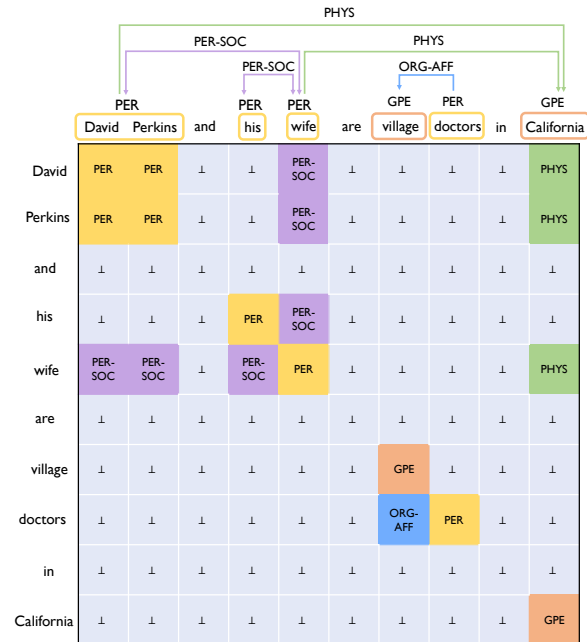 PHYS
PER-SOC PHYS
PER-SOC ORG-AFF
PER PER PER GPE PER GPE
David Perkins and his wife are village doctors in California
David PER PER ⊥ ⊥ PER-SOC ⊥ ⊥ ⊥ ⊥ PHYS
Perkins PER PER ⊥ ⊥ PER-SOC ⊥ ⊥ ⊥ ⊥ PHYS
and ⊥ ⊥ ⊥ ⊥ ⊥ ⊥ ⊥ ⊥ ⊥ ⊥
his ⊥ ⊥ ⊥ PER PER-SOC ⊥ ⊥ ⊥ ⊥ ⊥
wife PER-SOC PER-SOC ⊥ PER-SOC PER ⊥ ⊥ ⊥ ⊥ PHYS
are ⊥ ⊥ ⊥ ⊥ ⊥ ⊥ ⊥ ⊥ ⊥ ⊥
village ⊥ ⊥ ⊥ ⊥ ⊥ ⊥ GPE ⊥ ⊥ ⊥
doctors ⊥ ⊥ ⊥ ⊥ ⊥ ⊥ ORG-AFF PER ⊥ ⊥
in ⊥ ⊥ ⊥ ⊥ ⊥ ⊥ ⊥ ⊥ ⊥ ⊥
California ⊥ ⊥ ⊥ ⊥ ⊥ ⊥ ⊥ ⊥ ⊥ GPE